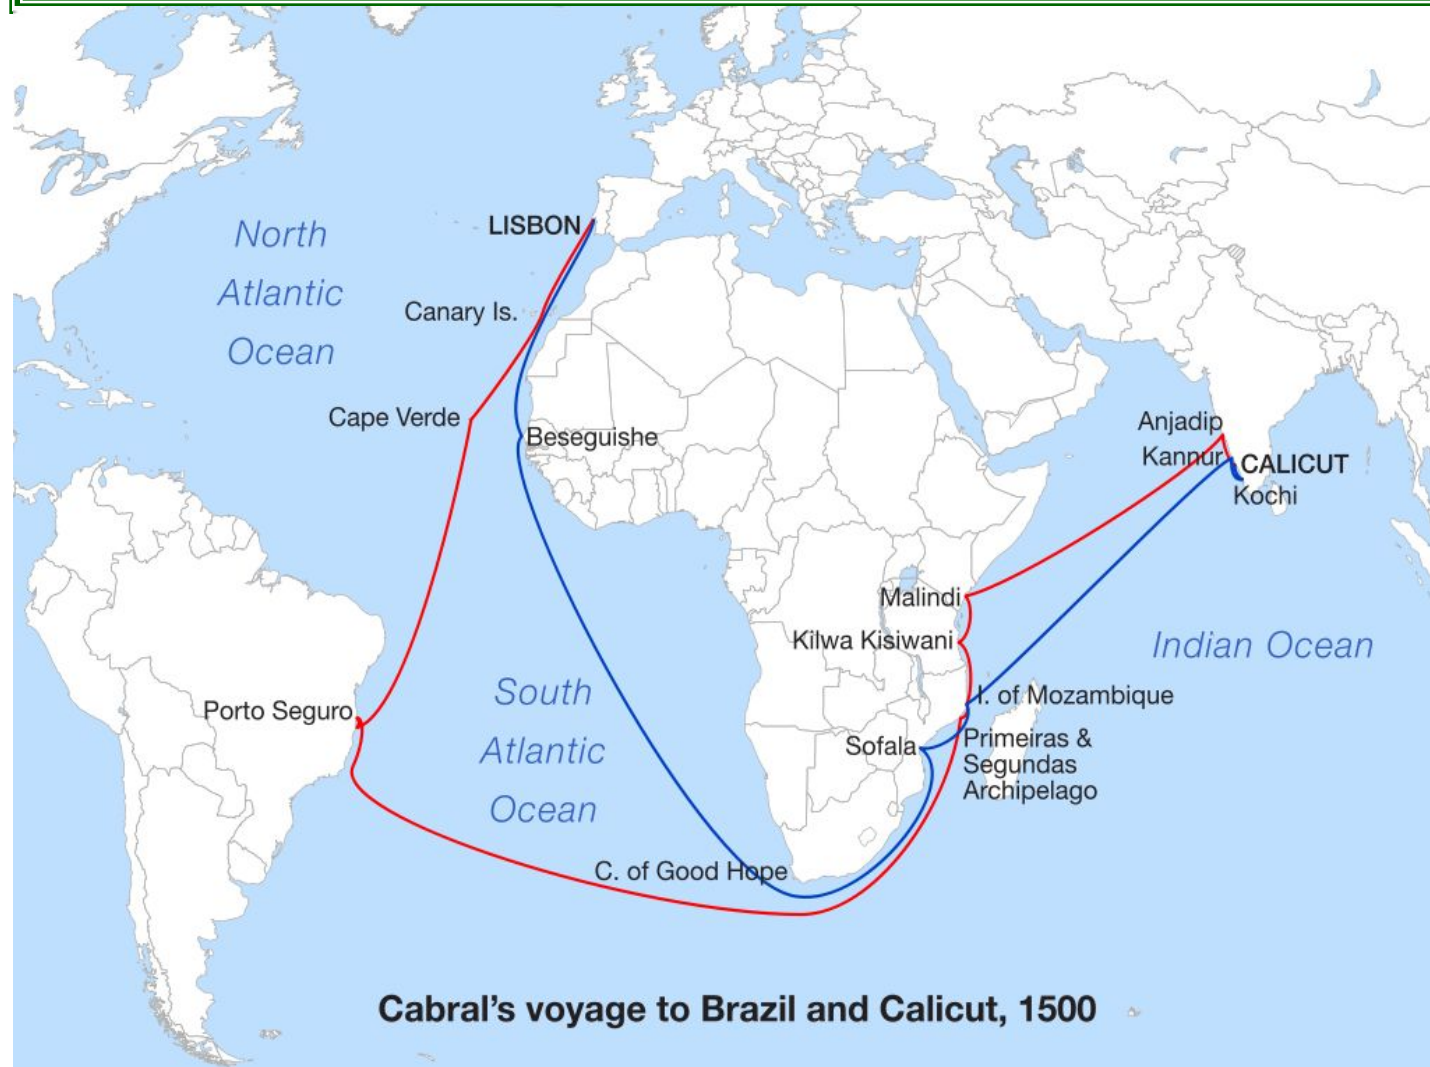 LISBON
North
Atlantic
Ocean
Canary Is.
Cape Verde
Beseguishe
Anjadip
Kannur
CALICUT
Kochi
Malindi
Kilwa Kisiwani
Indian Ocean
I. of Mozambique
Porto Seguro
South
Atlantic
Ocean
Sofala
Primeiras &
Segundas
Archipelago
C. of Good Hope
Cabral’s voyage to Brazil and Calicut, 1500